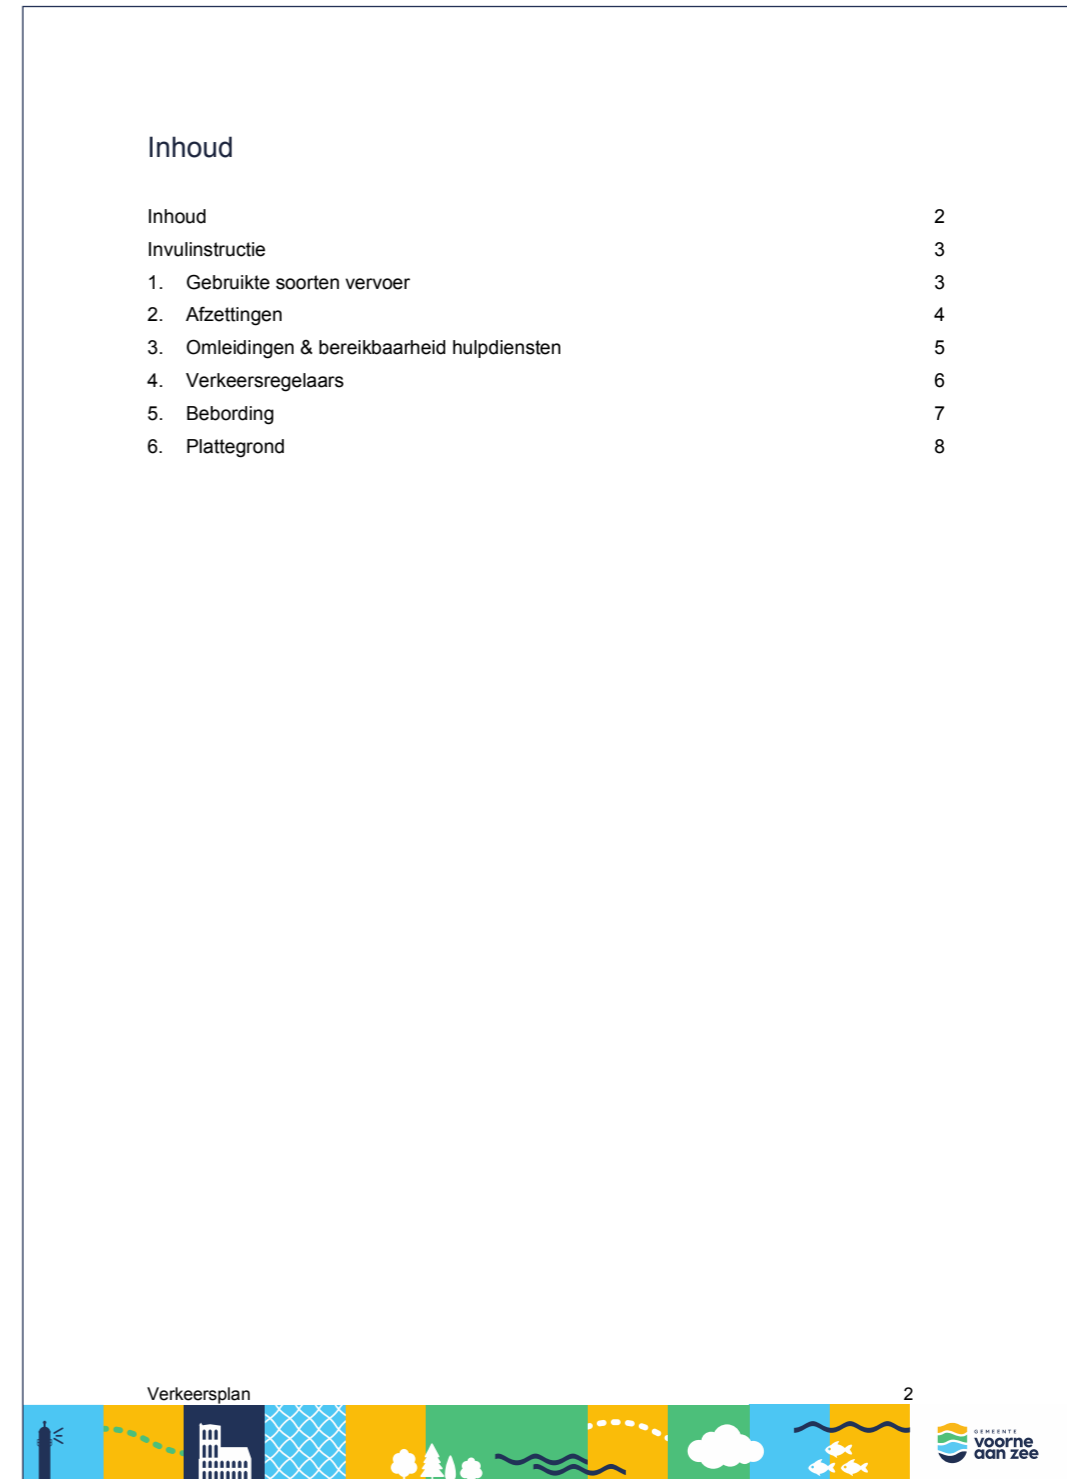 Inhoud
Inhoud 2
Invulinstructie 3
1. Gebruikte soorten vervoer 3
2. Afzettingen 4
3. Omleidingen & bereikbaarheid hulpdiensten 5
4. Verkeersregelaars 6
5. Bebording 7
6. Plattegrond 8
Verkeersplan 2
GEMEENTE
voorne
aan zee